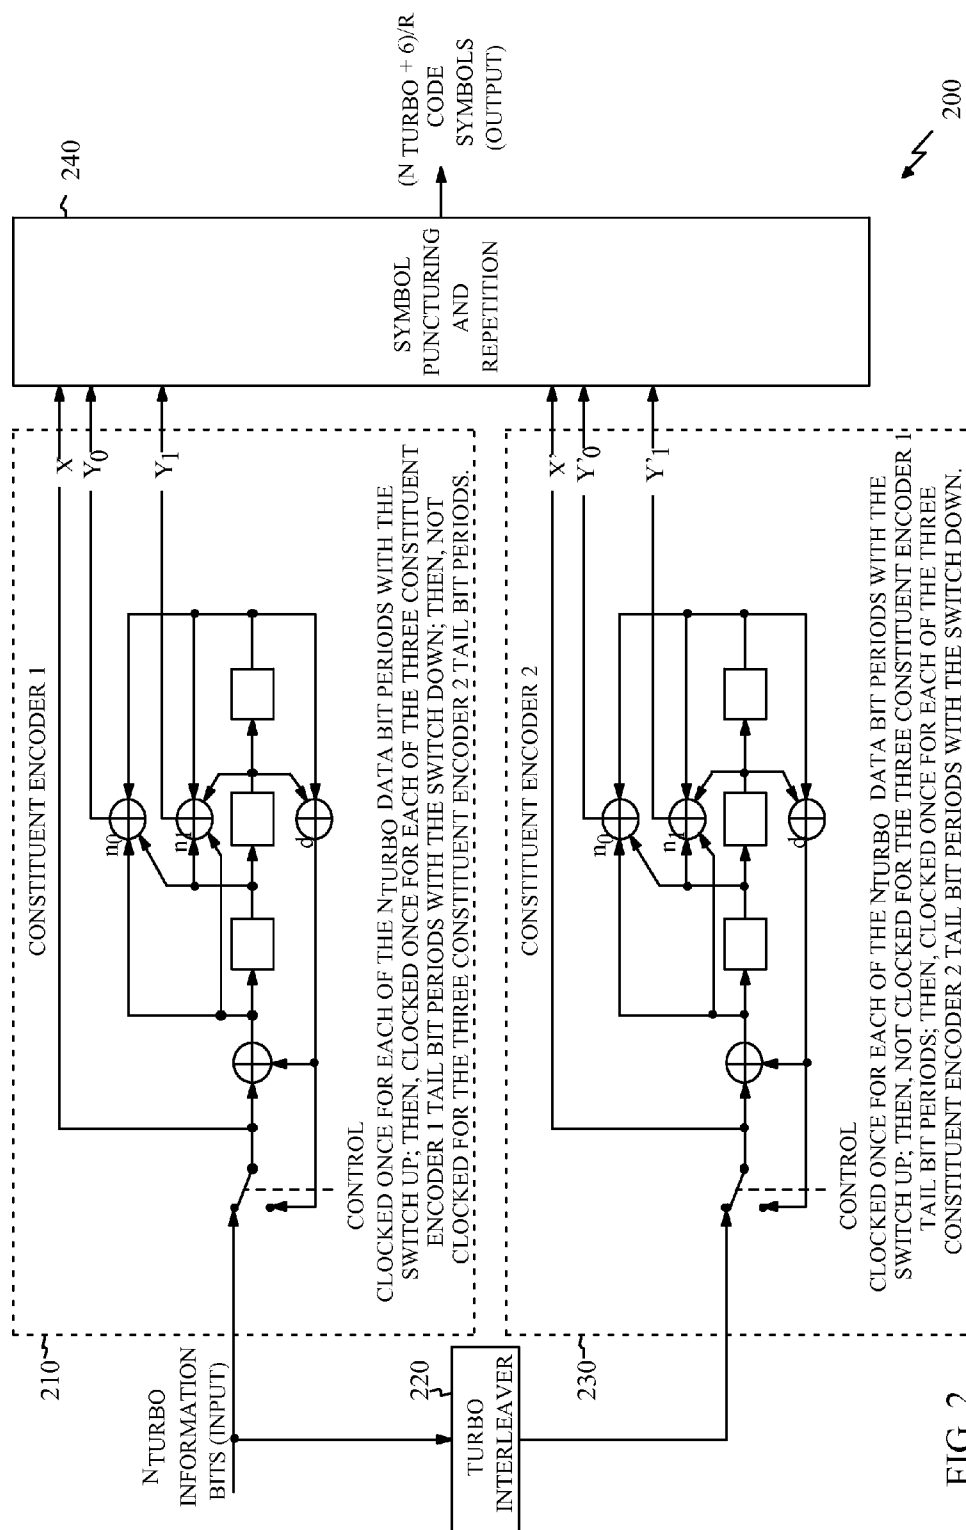 210
CONSTITUENT ENCODER 1
X
Y0
Y1
n0
n1
d
CONTROL
CLOCKED ONCE FOR EACH OF THE NTURBO DATA BIT PERIODS WITH THE
SWITCH UP; THEN, CLOCKED ONCE FOR EACH OF THE THREE CONSTITUENT
ENCODER 1 TAIL BIT PERIODS WITH THE SWITCH DOWN; THEN, NOT
CLOCKED FOR THE THREE CONSTITUENT ENCODER 2 TAIL BIT PERIODS.
NTURBO
INFORMATION
BITS (INPUT)
220
TURBO
INTERLEAVER
230
CONSTITUENT ENCODER 2
X'
Y'0
Y'1
n0
n1
d
CONTROL
CLOCKED ONCE FOR EACH OF THE NTURBO DATA BIT PERIODS WITH THE
SWITCH UP; THEN, NOT CLOCKED FOR THE THREE CONSTITUENT ENCODER 1
TAIL BIT PERIODS; THEN, CLOCKED ONCE FOR EACH OF THE THREE
CONSTITUENT ENCODER 2 TAIL BIT PERIODS WITH THE SWITCH DOWN.
240
SYMBOL
PUNCTURING
AND
REPETITION
(N TURBO + 6)/R
CODE
SYMBOLS
(OUTPUT)
200
FIG. 2